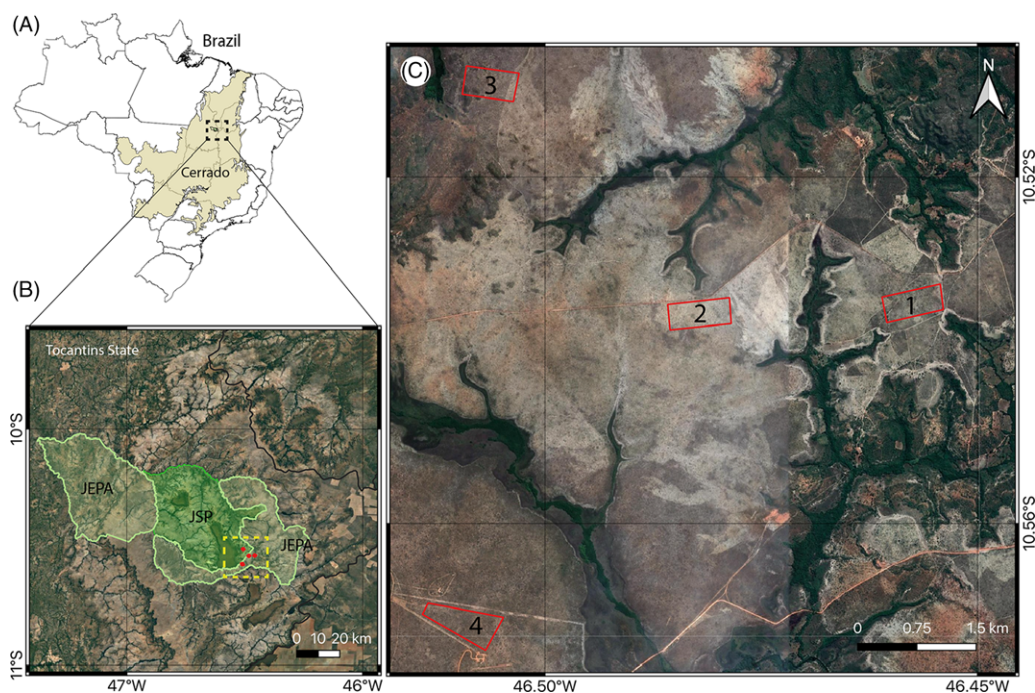 (A)
Brazil
Cerrado
(B)
Tocantins State
10°S
11°S
JEPA
JSP
JEPA
0 10 20 km
47°W
46°W
(C)
N
3
2
1
4
10.52°S
10.56°S
0 0.75 1.5 km
46.50°W
46.45°W